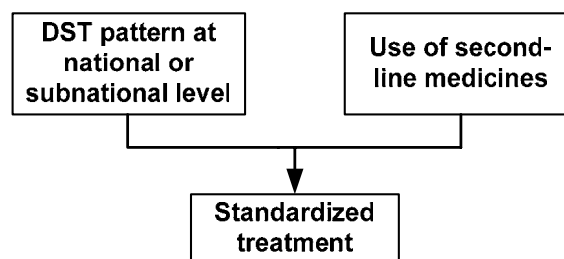 DST pattern at
national or
subnational level
Use of second-
line medicines
Standardized
treatment